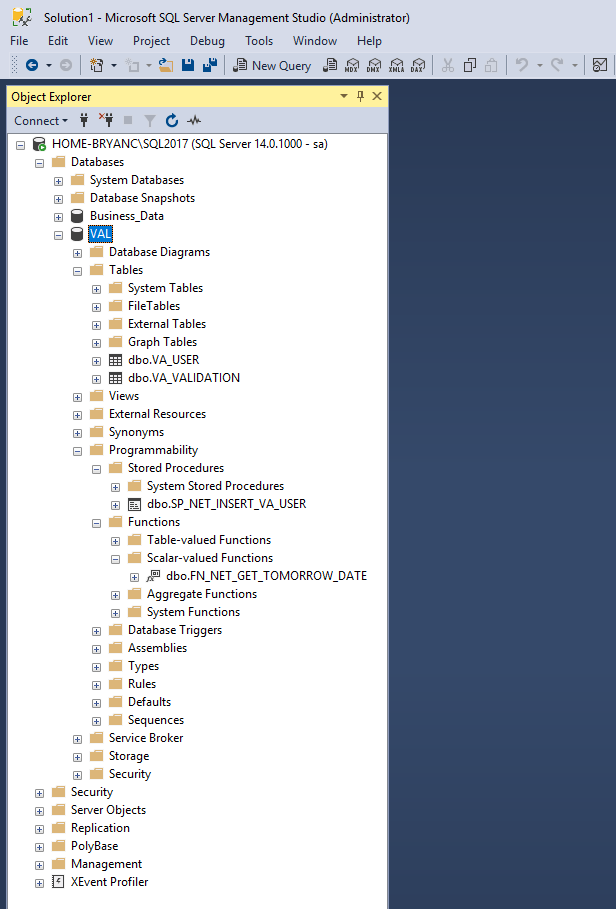 Solution1 - Microsoft SQL Server Management Studio (Administrator)
File Edit View Project Debug Tools Window Help
New Query MDX DMX XMLA DAX
Object Explorer
Connect
HOME-BRYANC\SQL2017 (SQL Server 14.0.1000 - sa)
Databases
System Databases
Database Snapshots
Business_Data
VAL
Database Diagrams
Tables
System Tables
FileTables
External Tables
Graph Tables
dbo.VA_USER
dbo.VA_VALIDATION
Views
External Resources
Synonyms
Programmability
Stored Procedures
System Stored Procedures
dbo.SP_NET_INSERT_VA_USER
Functions
Table-valued Functions
Scalar-valued Functions
dbo.FN_NET_GET_TOMORROW_DATE
Aggregate Functions
System Functions
Database Triggers
Assemblies
Types
Rules
Defaults
Sequences
Service Broker
Storage
Security
Security
Server Objects
Replication
PolyBase
Management
XEvent Profiler